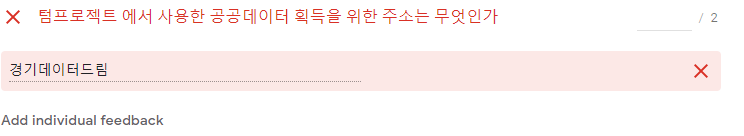 텀프로젝트 에서 사용한 공공데이터 획득을 위한 주소는 무엇인가
/ 2
경기데이터드림
Add individual feedback